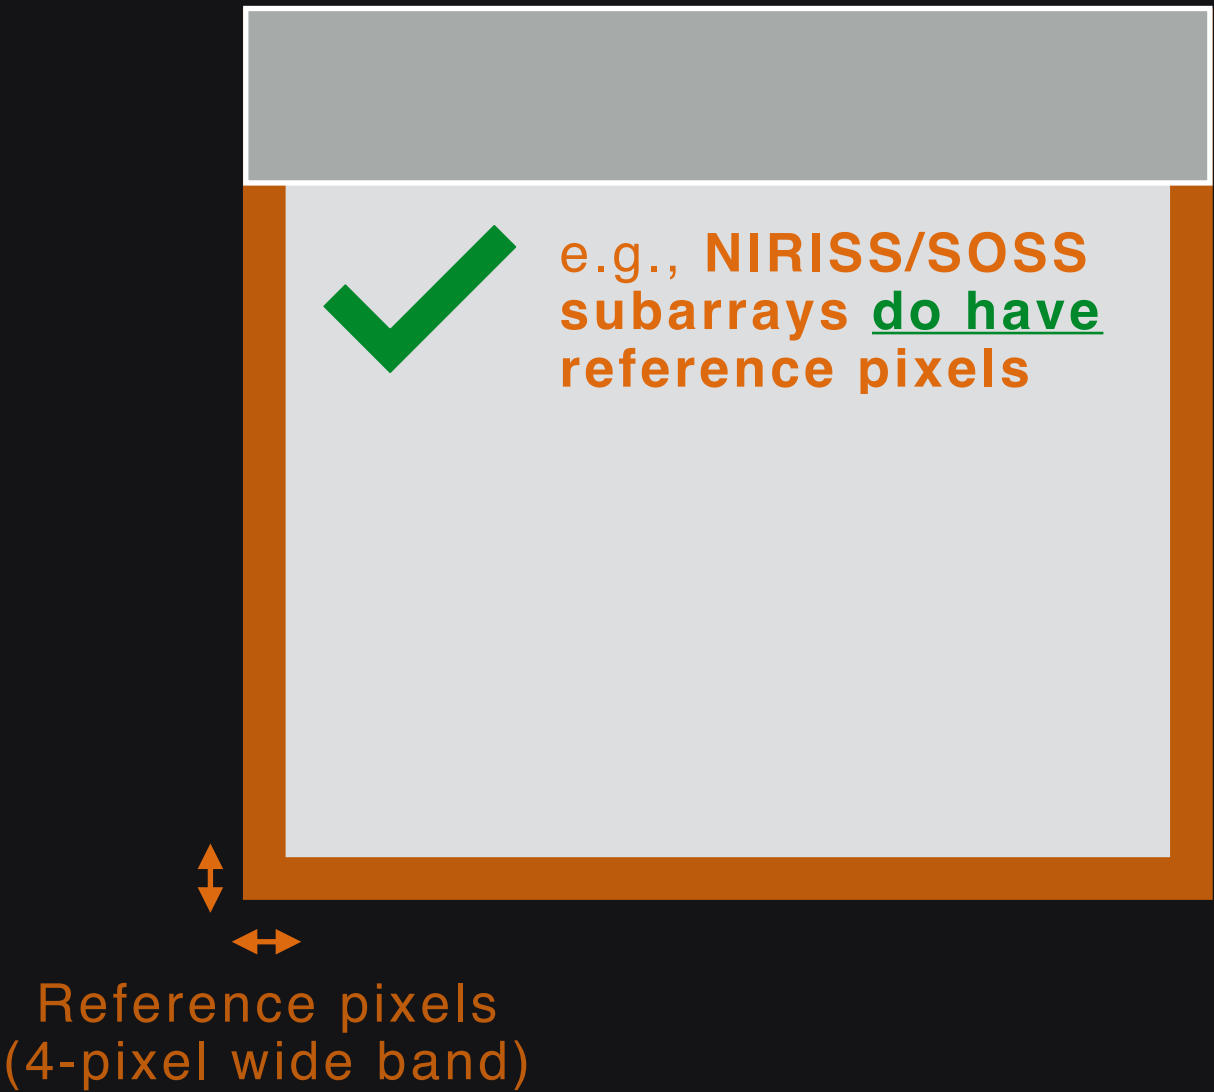 e.g., NIRISS/SOSS
subarrays do have
reference pixels
Reference pixels
(4-pixel wide band)